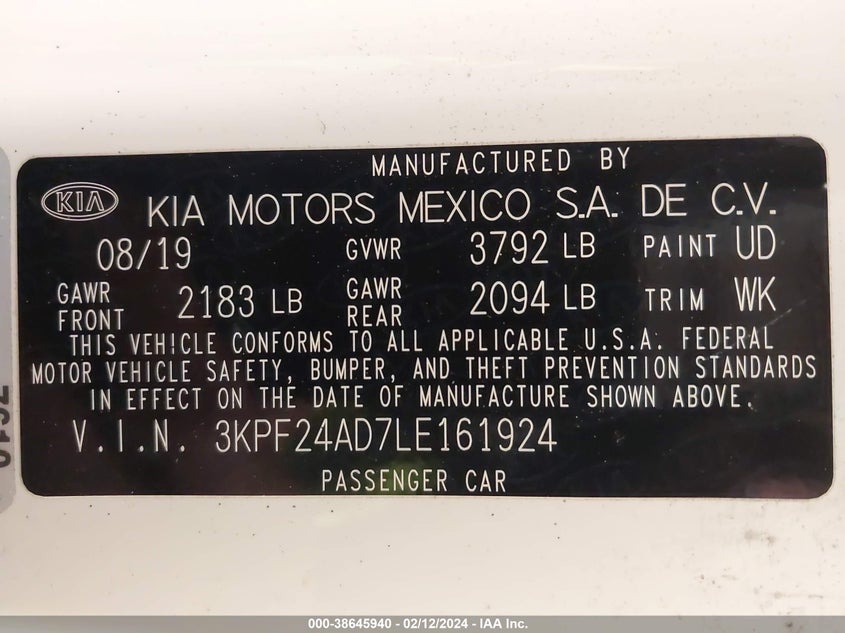 MANUFACTURED BY
KIA KIA MOTORS MEXICO S.A. DE C.V.
08/19 GVWR 3792 LB PAINT UD
GAWR FRONT 2183 LB GAWR REAR 2094 LB TRIM WK
THIS VEHICLE CONFORMS TO ALL APPLICABLE U.S.A. FEDERAL
MOTOR VEHICLE SAFETY, BUMPER, AND THEFT PREVENTION STANDARDS
IN EFFECT ON THE DATE OF MANUFACTURE SHOWN ABOVE.
V.I.N. 3KPF24AD7LE161924
PASSENGER CAR
000-38645940 - 02/12/2024 - IAA Inc.